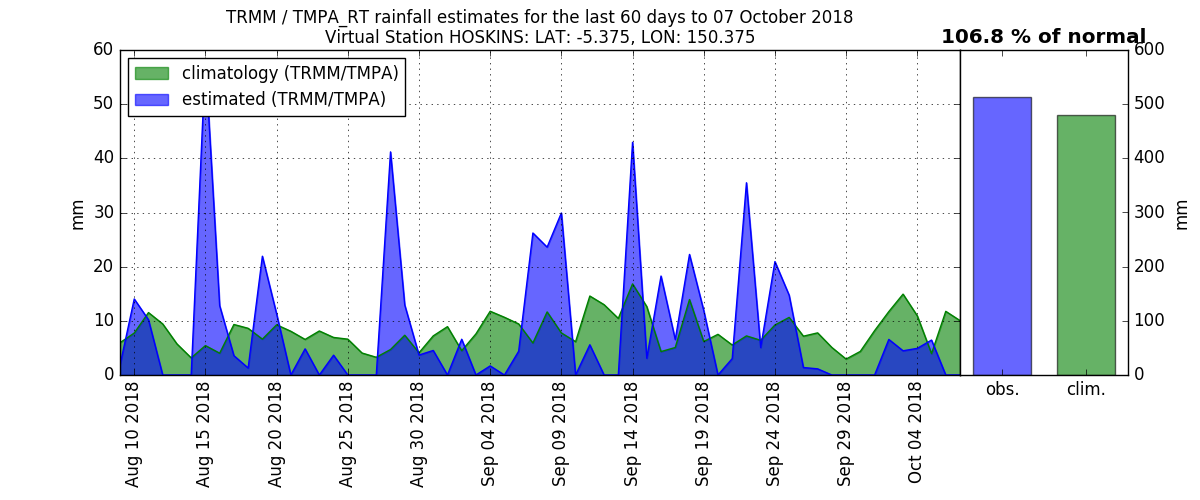 TRMM / TMPA_RT rainfall estimates for the last 60 days to 07 October 2018
Virtual Station HOSKINS: LAT: -5.375, LON: 150.375
106.8 % of normal
climatology (TRMM/TMPA)
estimated (TRMM/TMPA)
mm
60
50
40
30
20
10
0
Aug 10 2018
Aug 15 2018
Aug 20 2018
Aug 25 2018
Aug 30 2018
Sep 04 2018
Sep 09 2018
Sep 14 2018
Sep 19 2018
Sep 24 2018
Sep 29 2018
Oct 04 2018
600
500
400
300
200
100
0
mm
obs.
clim.